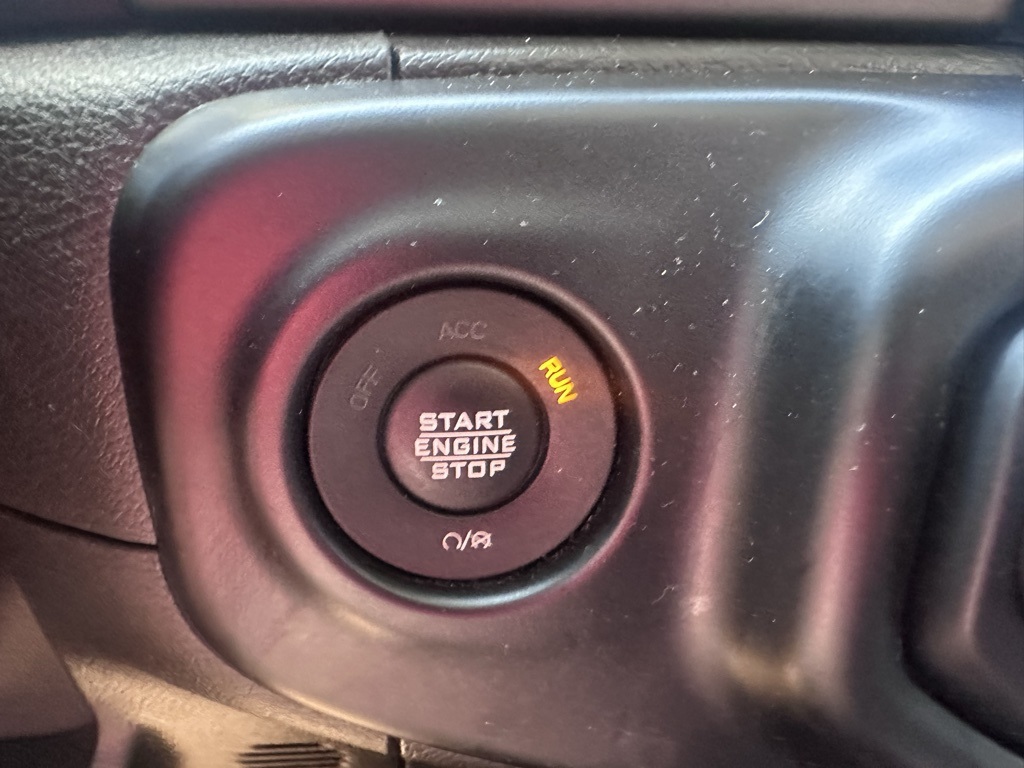 ACC
OFF
RUN
START
ENGINE
STOP